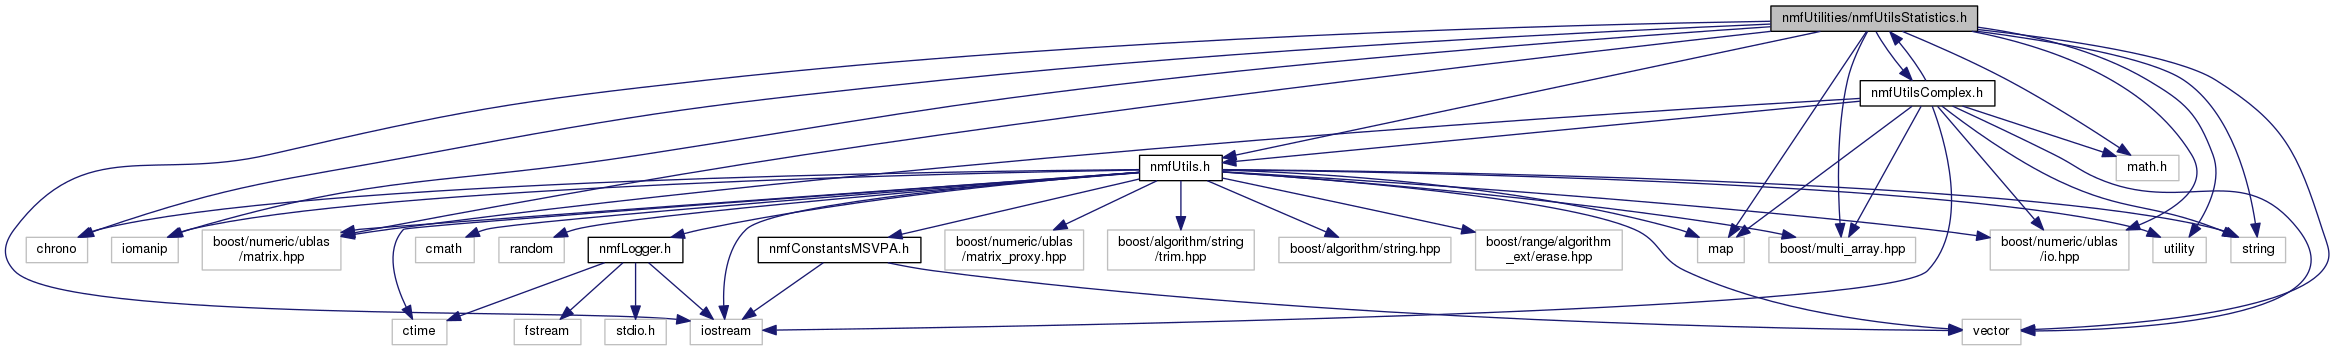 nmfUtilities/nmfUtilsStatistics.h
nmfUtilsComplex.h
nmfUtils.h
math.h
chrono
iomanip
boost/numeric/ublas
/matrix.hpp
cmath
random
nmfLogger.h
nmfConstantsMSVPA.h
boost/numeric/ublas
/matrix_proxy.hpp
boost/algorithm/string
/trim.hpp
boost/algorithm/string.hpp
boost/range/algorithm
_ext/erase.hpp
map
boost/multi_array.hpp
boost/numeric/ublas
/io.hpp
utility
string
ctime
fstream
stdio.h
iostream
vector